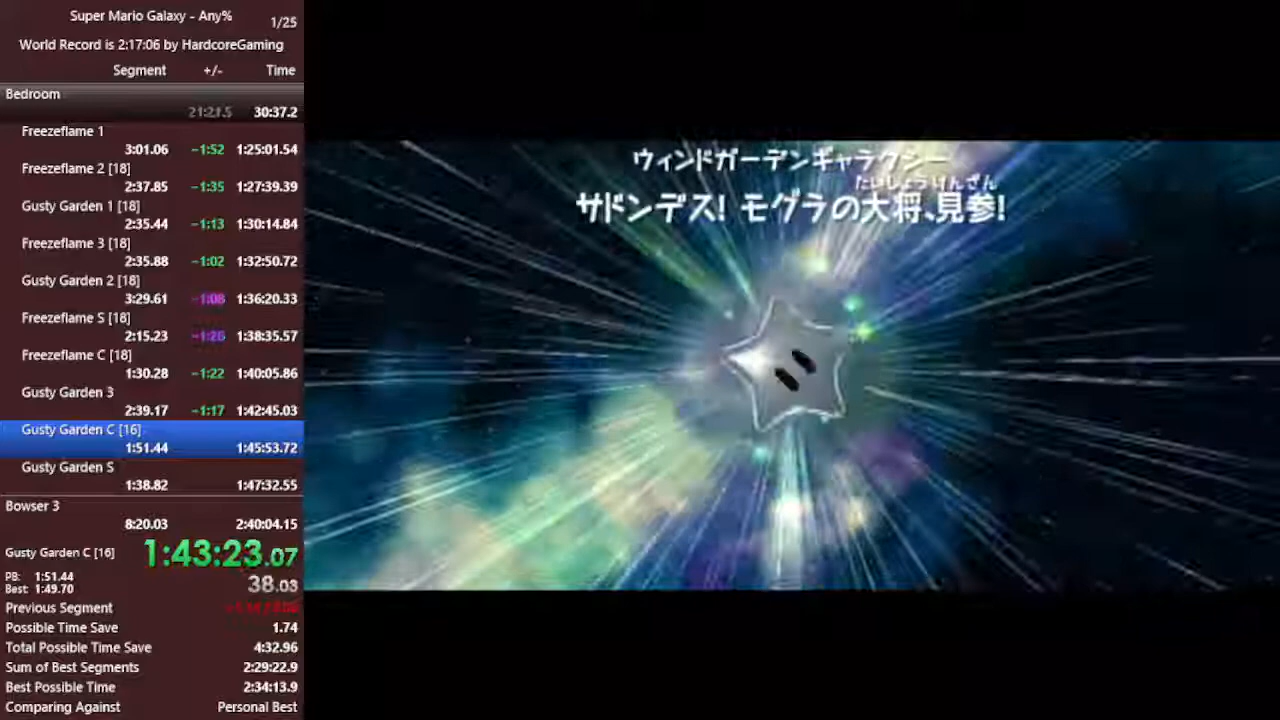 Super Mario Galaxy - Any%
1/25
World Record is 2:17:06 by HardcoreGaming
Segment +/- Time
Bedroom
21:21.5 30:37.2
Freezeflame 1
3:01.06 -1:52 1:25:01.54
Freezeflame 2 [18]
2:37.85 -1:35 1:27:39.39
Gusty Garden 1 [18]
2:35.44 -1:13 1:30:14.84
Freezeflame 3 [18]
2:35.88 -1:02 1:32:50.72
Gusty Garden 2 [18]
3:29.61 -1:08 1:36:20.33
Freezeflame S [18]
2:15.23 -1:26 1:38:35.57
Freezeflame C [18]
1:30.28 -1:22 1:40:05.86
Gusty Garden 3
2:39.17 -1:17 1:42:45.03
Gusty Garden C [16]
1:51.44 1:45:53.72
Gusty Garden S
1:38.82 1:47:32.55
Bowser 3
8:20.03 2:40:04.15
Gusty Garden C [16] 1:43:23.07
PB: 1:51.44
Best: 1:49.70
38.03
Previous Segment
Possible Time Save 1.74
Total Possible Time Save 4:32.96
Sum of Best Segments 2:29:22.9
Best Possible Time 2:34:13.9
Comparing Against Personal Best
ウィンドガーデンギャラクシー
たいしょうけんざん
サドンデス! モグラの大将、見参!